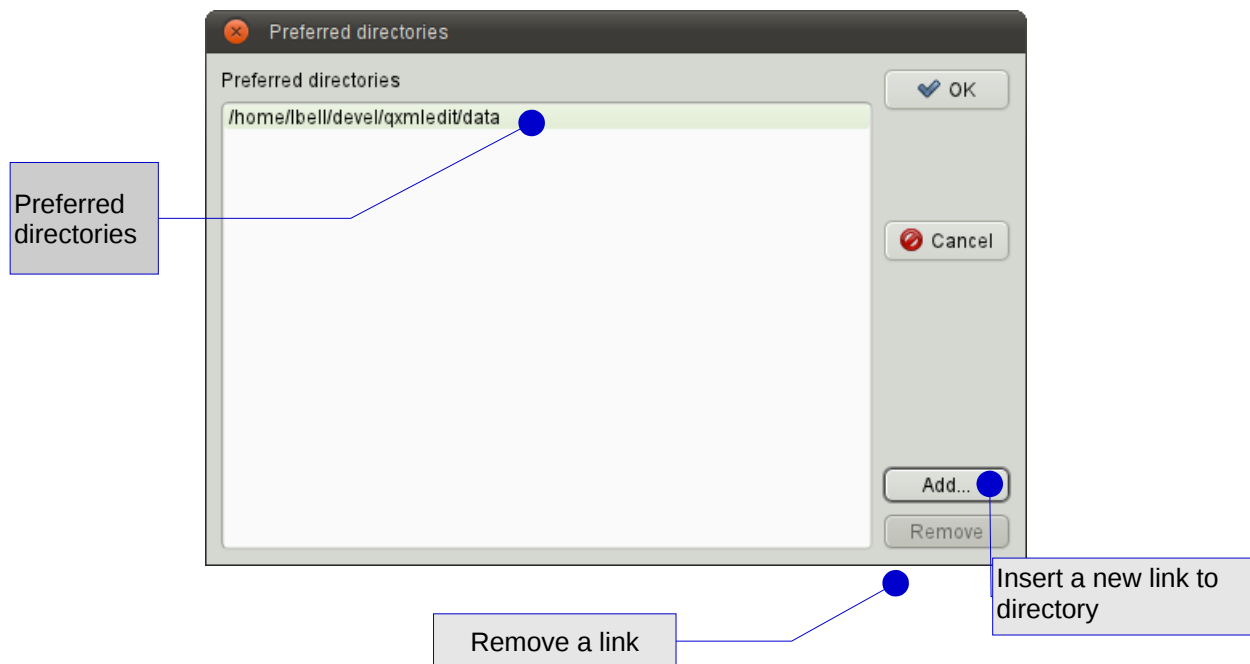 Preferred directories
Preferred directories
OK
/home/lbell/devel/qxmledit/data
Preferred
directories
Cancel
Add...
Remove
Insert a new link to
directory
Remove a link